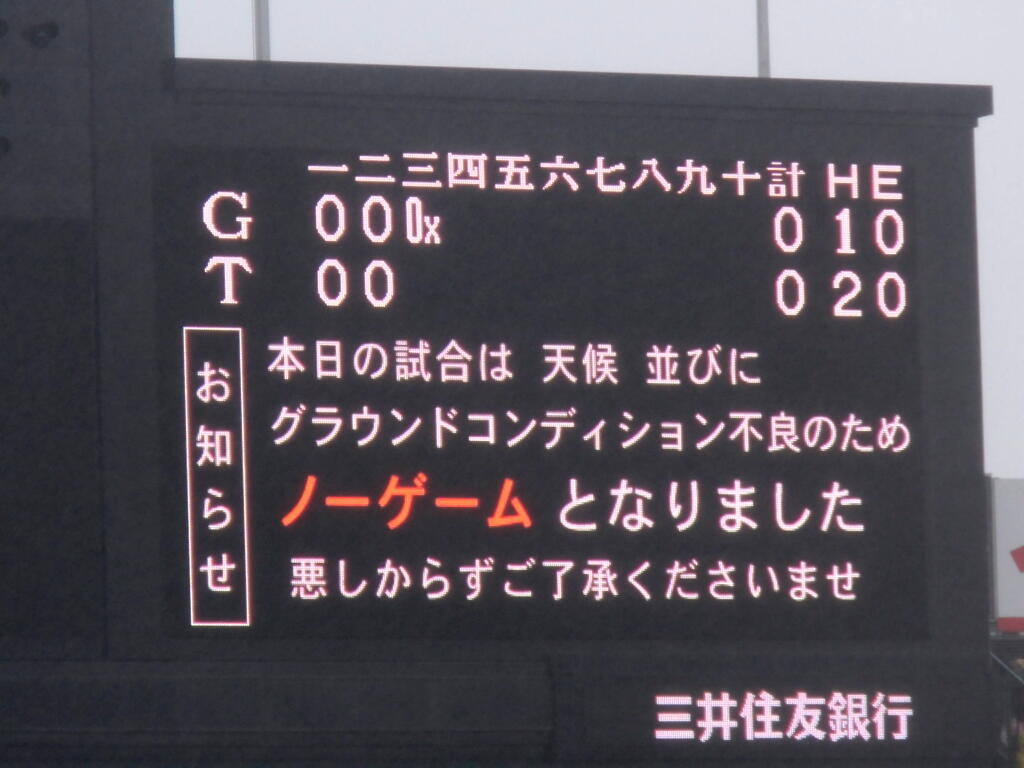 一二三四五六七八九十計 H E
G 0 0 0x 0 1 0
T 0 0 0 2 0
お知らせ
本日の試合は 天候 並びに
グラウンドコンディション不良のため
ノーゲーム となりました
悪しからずご了承くださいませ
三井住友銀行